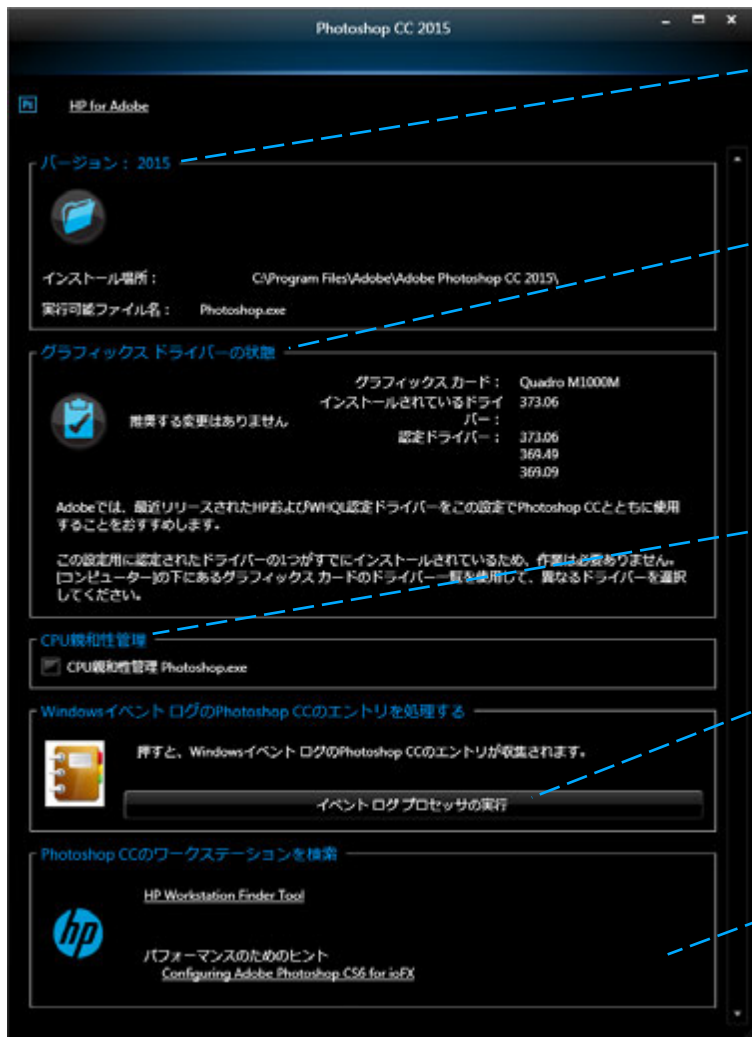 Photoshop CC 2015
Ps HP for Adobe
バージョン： 2015
インストール場所： C:\Program Files\Adobe\Adobe Photoshop CC 2015\
実行可能ファイル名： Photoshop.exe
グラフィックス ドライバーの状態
推奨する変更はありません
グラフィックス カード： Quadro M1000M
インストールされているドライ 373.06
バー：
認定ドライバー： 373.06
369.49
369.09
Adobeでは、最近リリースされたHPおよびWHQL認定ドライバーをこの設定でPhotoshop CCとともに使用
することをおすすめします。
この設定用に認定されたドライバーの1つがすでにインストールされているため、作業は必要ありません。
[コンピューター]の下にあるグラフィックス カードのドライバー一覧を使用して、異なるドライバーを選択
してください。
CPU親和性管理
CPU親和性管理 Photoshop.exe
Windowsイベント ログのPhotoshop CCのエントリを処理する
押すと、Windowsイベント ログのPhotoshop CCのエントリが収集されます。
イベント ログ プロセッサの実行
Photoshop CCのワークステーションを検索
HP Workstation Finder Tool
hp
パフォーマンスのためのヒント
Configuring Adobe Photoshop CS6 for ioFX